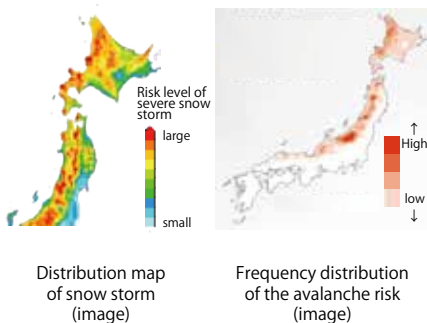 Risk level of
severe snow
storm
large
small
↑
High
low
↓
Distribution map
of snow storm
(image)
Frequency distribution
of the avalanche risk
(image)